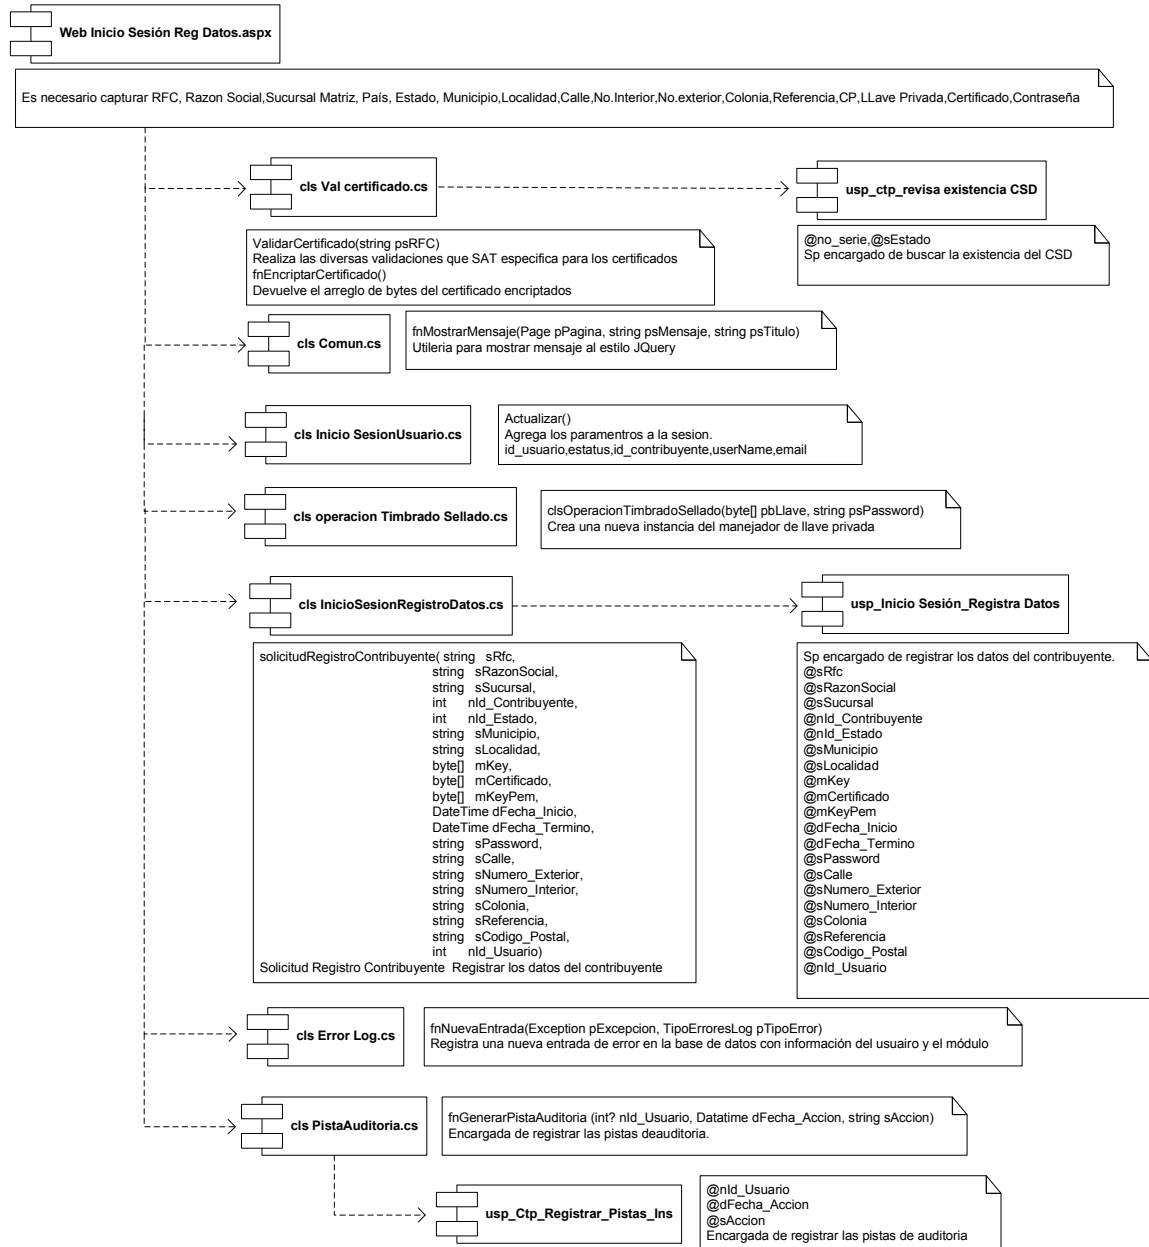 Web Inicio Sesión Reg Datos.aspx
Es necesario capturar RFC, Razon Social,Sucursal Matriz, País, Estado, Municipio,Localidad,Calle,No.Interior,No.exterior,Colonia,Referencia,CP,LLave Privada,Certificado,Contraseña
cls Val certificado.cs
usp_ctp_revisa existencia CSD
ValidarCertificado(string psRFC)
Realiza las diversas validaciones que SAT especifica para los certificados
fnEncriptarCertificado()
Devuelve el arreglo de bytes del certificado encriptados
@no_serie,@sEstado
Sp encargado de buscar la existencia del CSD
cls Comun.cs
fnMostrarMensaje(Page pPagina, string psMensaje, string psTitulo)
Utileria para mostrar mensaje al estilo JQuery
cls Inicio SesionUsuario.cs
Actualizar()
Agrega los paramentros a la sesion.
id_usuario,estatus,id_contribuyente,userName,email
cls operacion Timbrado Sellado.cs
clsOperacionTimbradoSellado(byte[] pbLlave, string psPassword)
Crea una nueva instancia del manejador de llave privada
cls InicioSesionRegistroDatos.cs
usp_Inicio Sesión_Registra Datos
solicitudRegistroContribuyente( string sRfc,
string sRazonSocial,
string sSucursal,
int nId_Contribuyente,
int nId_Estado,
string sMunicipio,
string sLocalidad,
byte[] mKey,
byte[] mCertificado,
byte[] mKeyPem,
DateTime dFecha_Inicio,
DateTime dFecha_Termino,
string sPassword,
string sCalle,
string sNumero_Exterior,
string sNumero_Interior,
string sColonia,
string sReferencia,
string sCodigo_Postal,
int nId_Usuario)
Solicitud Registro Contribuyente Registrar los datos del contribuyente
Sp encargado de registrar los datos del contribuyente.
@sRfc
@sRazonSocial
@sSucursal
@nId_Contribuyente
@nId_Estado
@sMunicipio
@sLocalidad
@mKey
@mCertificado
@mKeyPem
@dFecha_Inicio
@dFecha_Termino
@sPassword
@sCalle
@sNumero_Exterior
@sNumero_Interior
@sColonia
@sReferencia
@sCodigo_Postal
@nId_Usuario
cls Error Log.cs
fnNuevaEntrada(Exception pExcepcion, TipoErroresLog pTipoError)
Registra una nueva entrada de error en la base de datos con información del usuairo y el módulo
cls PistaAuditoria.cs
fnGenerarPistaAuditoria (int? nId_Usuario, Datatime dFecha_Accion, string sAccion)
Encargada de registrar las pistas deauditoria.
usp_Ctp_Registrar_Pistas_Ins
@nId_Usuario
@dFecha_Accion
@sAccion
Encargada de registrar las pistas de auditoria